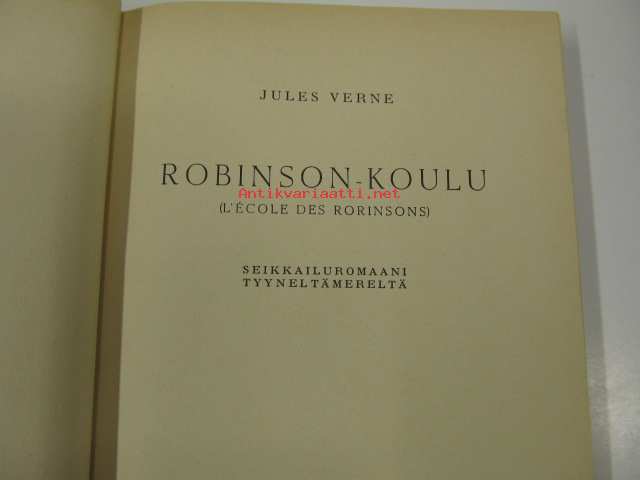 JULES VERNE
ROBINSON-KOULU
Antikvariaatti.net
(L'ÉCOLE DES RORINSONS)
SEIKKAILUROMAANI
TYYNELTÄMERELTÄ